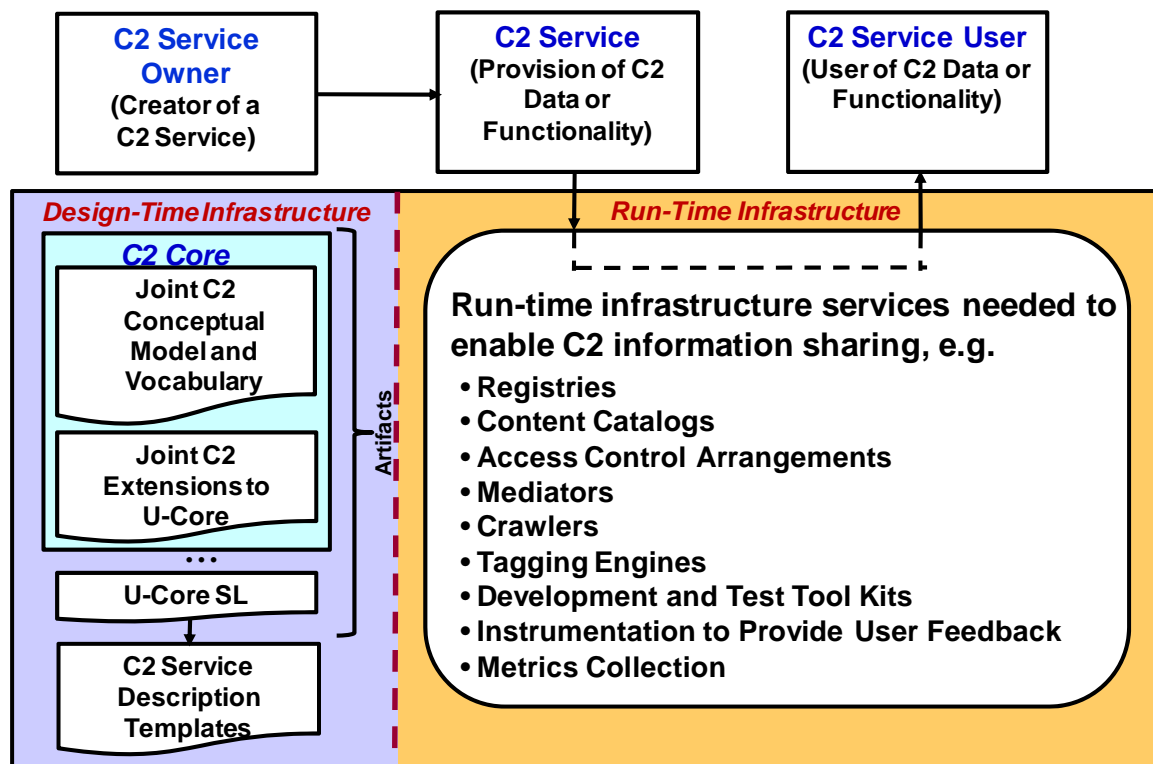 C2 Service
Owner
(Creator of a
C2 Service)
C2 Service
(Provision of C2
Data or
Functionality)
C2 Service User
(User of C2 Data or
Functionality)
Design-Time Infrastructure
C2 Core
Joint C2
Conceptual
Model and
Vocabulary
Joint C2
Extensions to
U-Core
...
U-Core SL
C2 Service
Description
Templates
Artifacts
Run-Time Infrastructure
Run-time infrastructure services needed to
enable C2 information sharing, e.g.
• Registries
• Content Catalogs
• Access Control Arrangements
• Mediators
• Crawlers
• Tagging Engines
• Development and Test Tool Kits
• Instrumentation to Provide User Feedback
• Metrics Collection